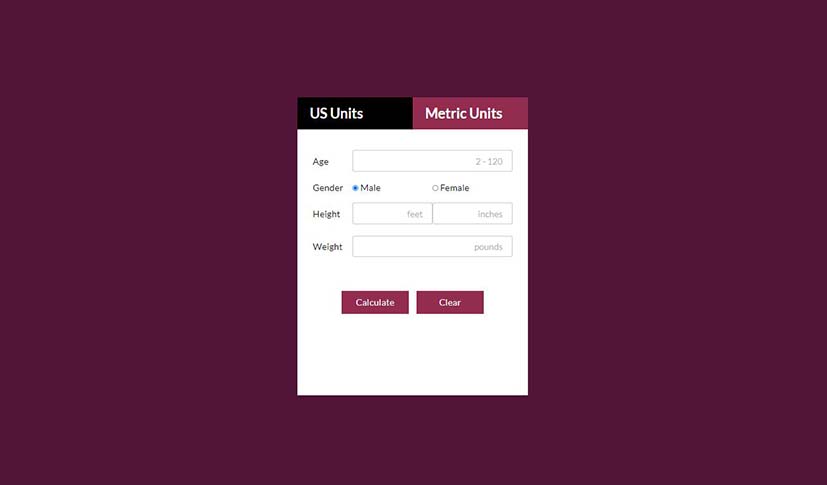 US Units Metric Units
Age 2 - 120
Gender Male Female
Height feet inches
Weight pounds
Calculate Clear